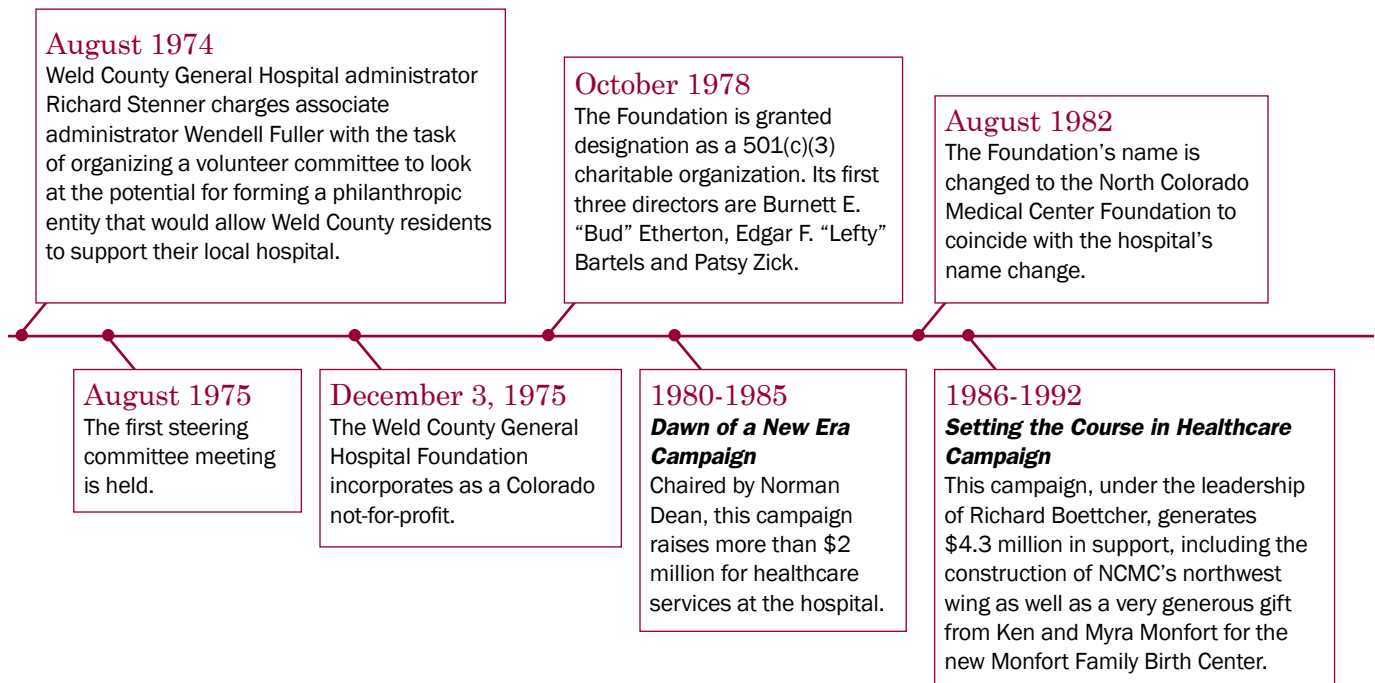 August 1974
Weld County General Hospital administrator
Richard Stenner charges associate
administrator Wendell Fuller with the task
of organizing a volunteer committee to look
at the potential for forming a philanthropic
entity that would allow Weld County residents
to support their local hospital.
October 1978
The Foundation is granted
designation as a 501(c)(3)
charitable organization. Its first
three directors are Burnett E.
“Bud” Etherton, Edgar F. “Lefty”
Bartels and Patsy Zick.
August 1982
The Foundation’s name is
changed to the North Colorado
Medical Center Foundation to
coincide with the hospital’s
name change.
August 1975
The first steering
committee meeting
is held.
December 3, 1975
The Weld County General
Hospital Foundation
incorporates as a Colorado
not-for-profit.
1980-1985
Dawn of a New Era
Campaign
Chaired by Norman
Dean, this campaign
raises more than $2
million for healthcare
services at the hospital.
1986-1992
Setting the Course in Healthcare
Campaign
This campaign, under the leadership
of Richard Boettcher, generates
$4.3 million in support, including the
construction of NCMC’s northwest
wing as well as a very generous gift
from Ken and Myra Monfort for the
new Monfort Family Birth Center.